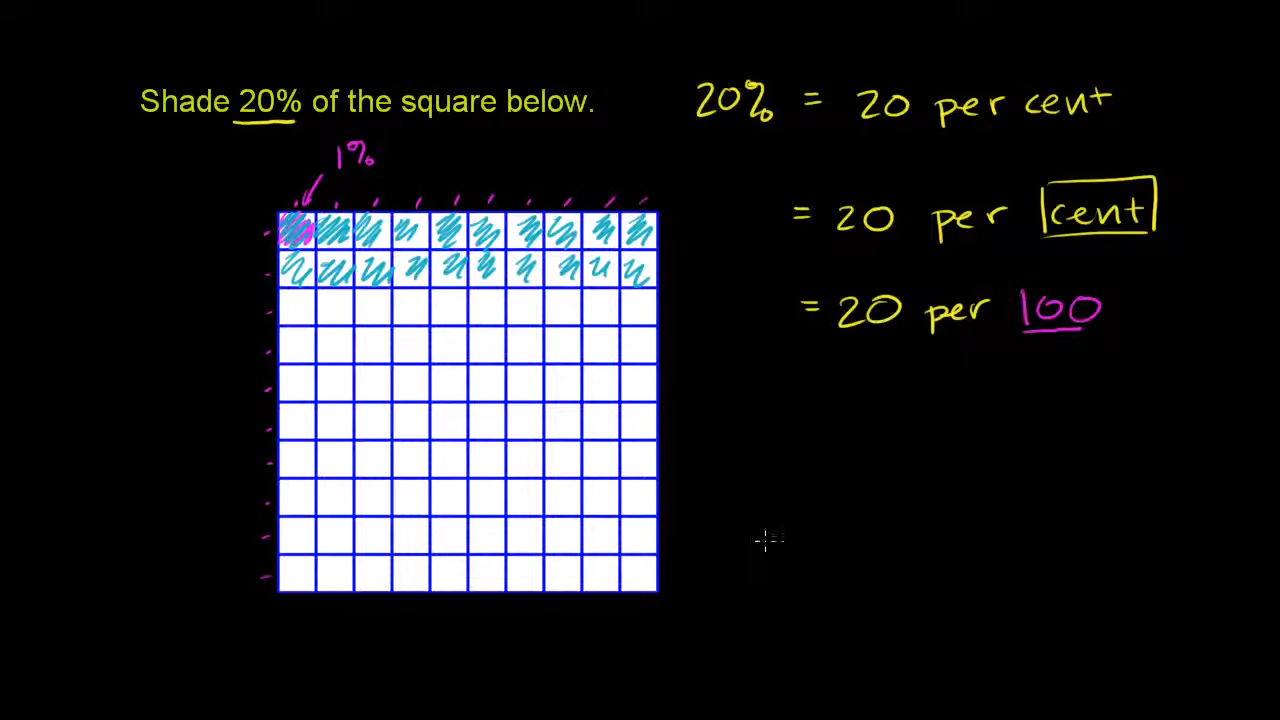 Shade 20% of the square below.
20% = 20 per cent
1%
= 20 per cent
= 20 per 100